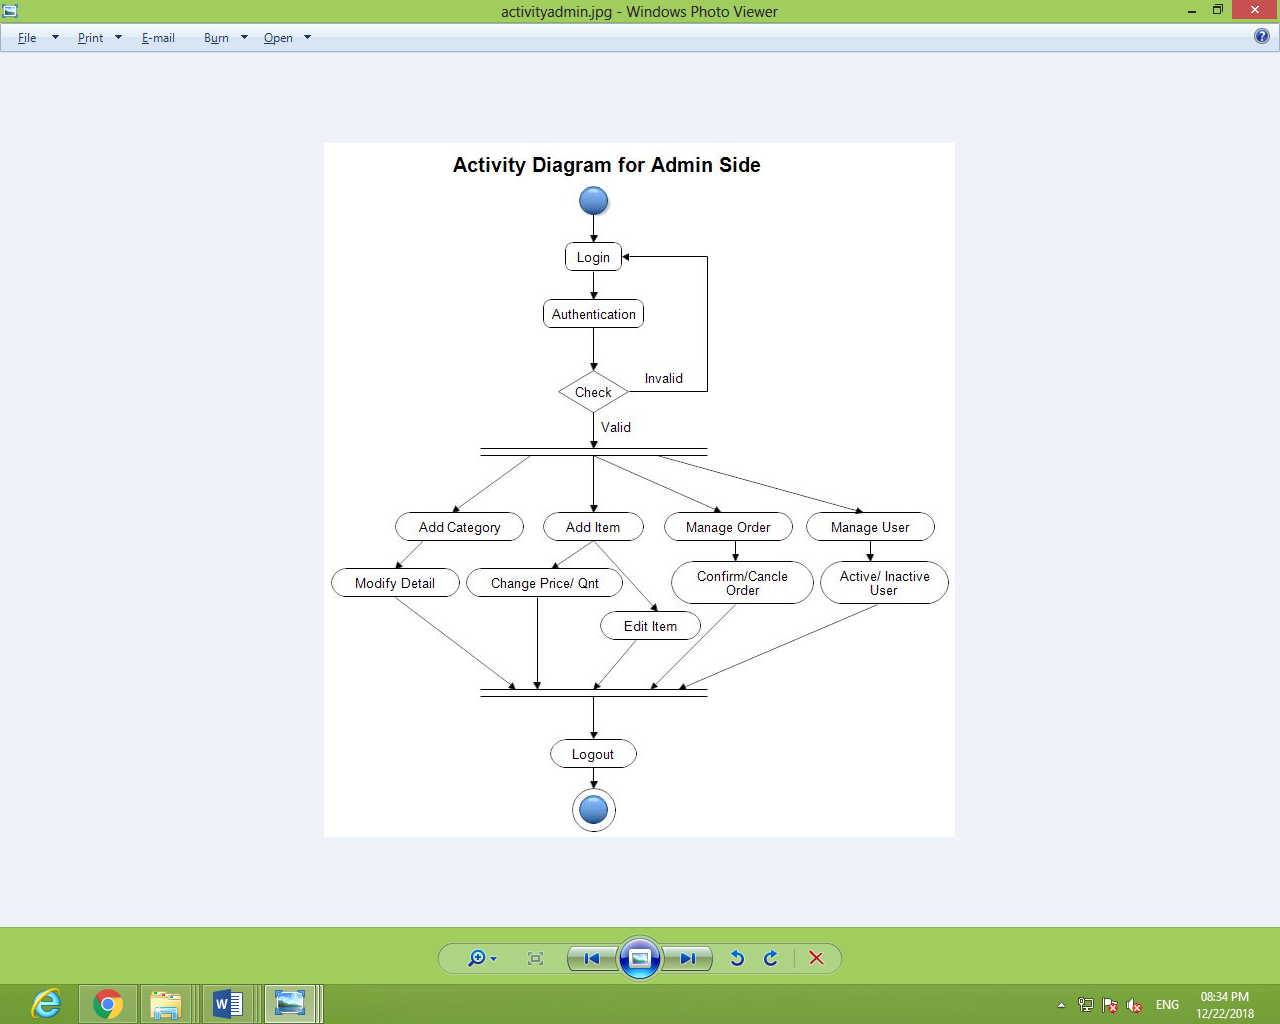 activityadmin.jpg - Windows Photo Viewer
File Print E-mail Burn Open
Activity Diagram for Admin Side
Login
Authentication
Check
Invalid
Valid
Add Category
Add Item
Manage Order
Manage User
Modify Detail
Change Price/ Qnt
Confirm/Cancle
Order
Active/ Inactive
User
Edit Item
Logout
ENG
08:34 PM
12/22/2018